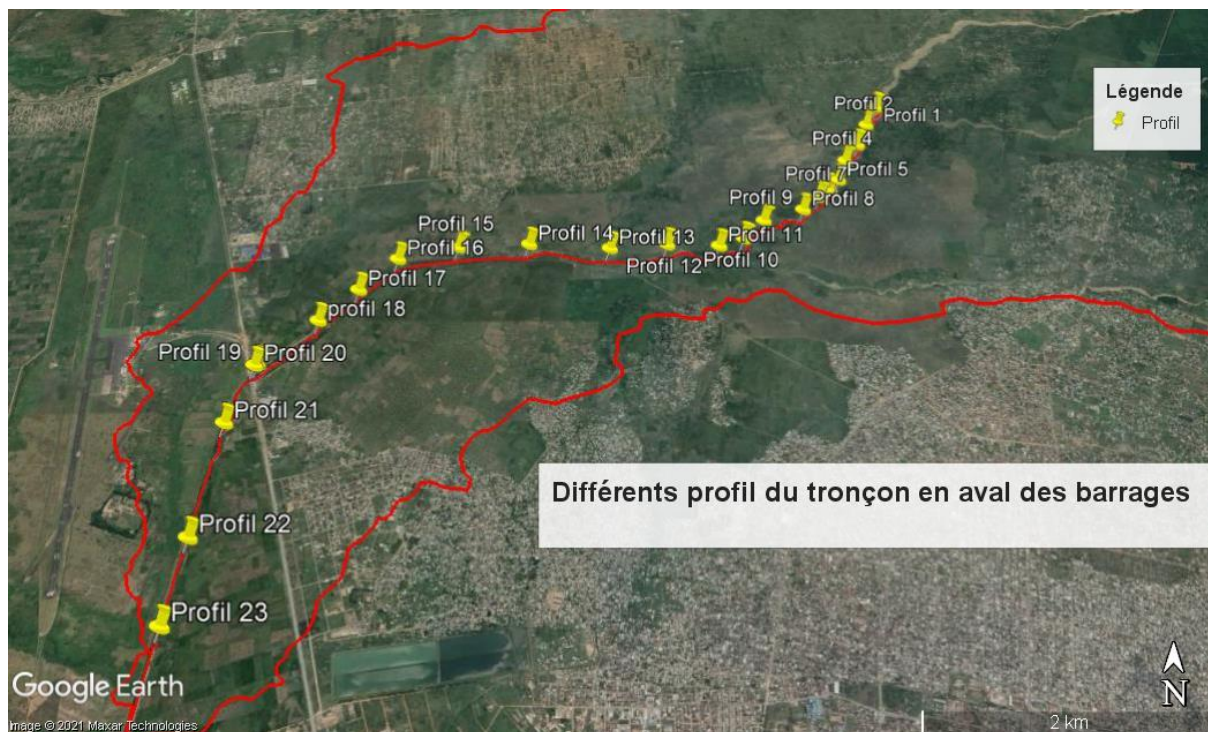 Légende
Profil
Profil 2
Profil 1
Profil 4
Profil 5
Profil 7
Profil 8
Profil 9
Profil 11
Profil 10
Profil 13
Profil 12
Profil 14
Profil 15
Profil 16
Profil 17
profil 18
Profil 19
Profil 20
Profil 21
Différents profil du tronçon en aval des barrages
Profil 22
Profil 23
Google Earth
Image © 2021 Maxar Technologies
N
2 km